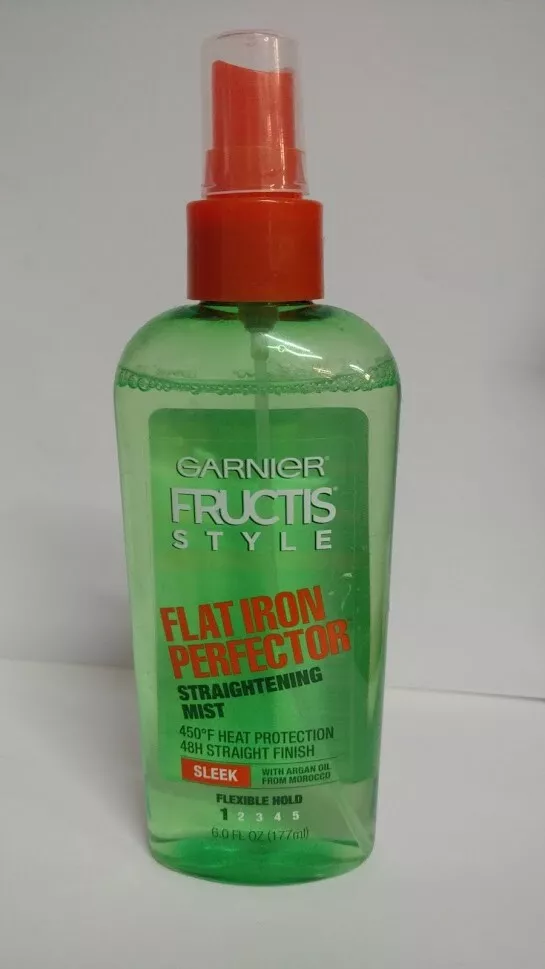 GARNIER
FRUCTIS
STYLE
FLAT IRON
PERFECTOR™
STRAIGHTENING
MIST
450°F HEAT PROTECTION
48H STRAIGHT FINISH
SLEEK
WITH ARGAN OIL
FROM MOROCCO
FLEXIBLE HOLD
1 2 3 4 5
6.0 FL OZ (177ml)